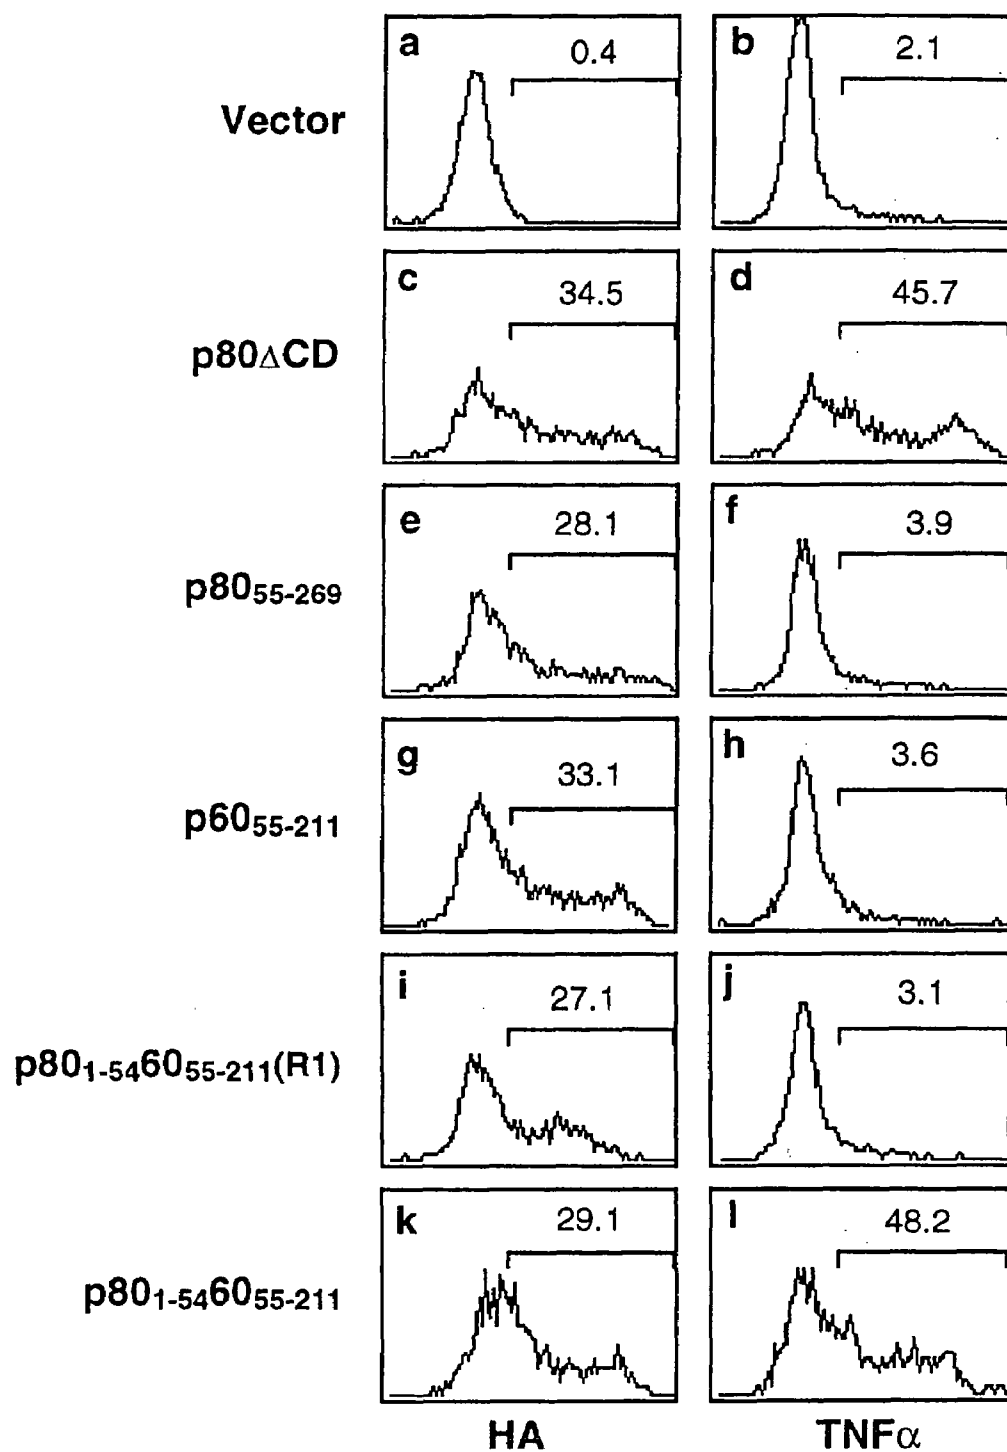 a 0.4 b 2.1
Vector
c 34.5 d 45.7
p80ΔCD
e 28.1 f 3.9
p80₅₅₋₂₆₉
g 33.1 h 3.6
p60₅₅₋₂₁₁
i 27.1 j 3.1
p80₁₋₅₄60₅₅₋₂₁₁(R1)
k 29.1 l 48.2
p80₁₋₅₄60₅₅₋₂₁₁
HA TNFα